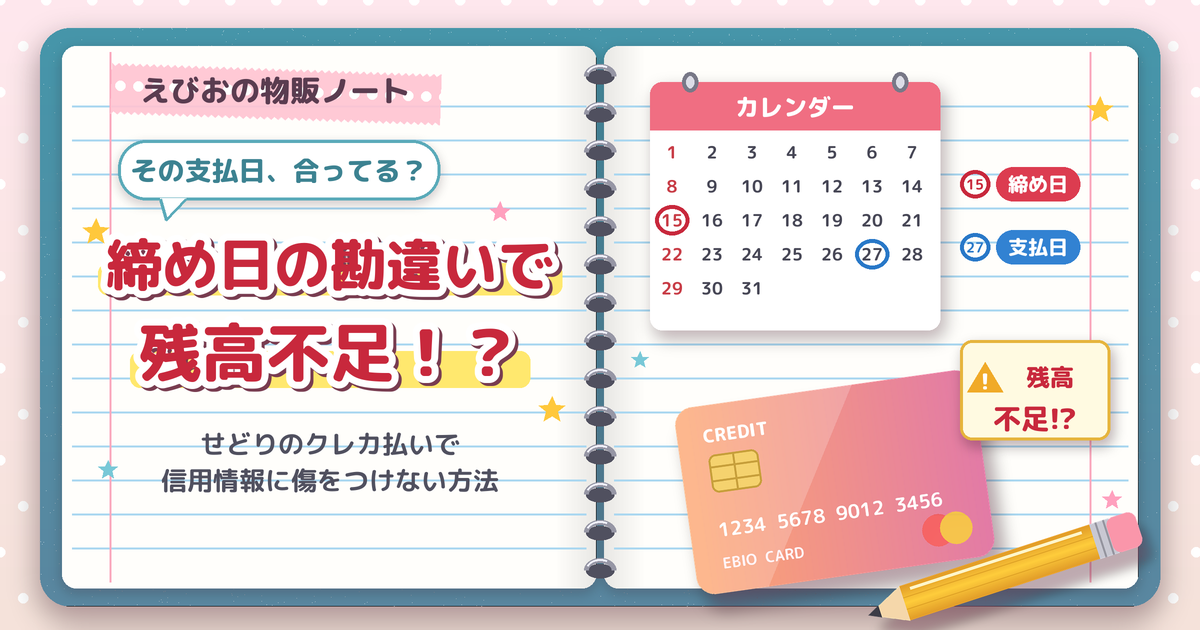 えびおの物販ノート
その支払日、合ってる？
締め日の勘違いで
残高不足！？
せどりのクレカ払いで
信用情報に傷をつけない方法
カレンダー
1 2 3 4 5 6 7
8 9 10 11 12 13 14
15 16 17 18 19 20 21
22 23 24 25 26 27 28
29 30 31
15 締め日
27 支払日
! 残高
不足!?
CREDIT
1234 5678 9012 3456
EBIO CARD